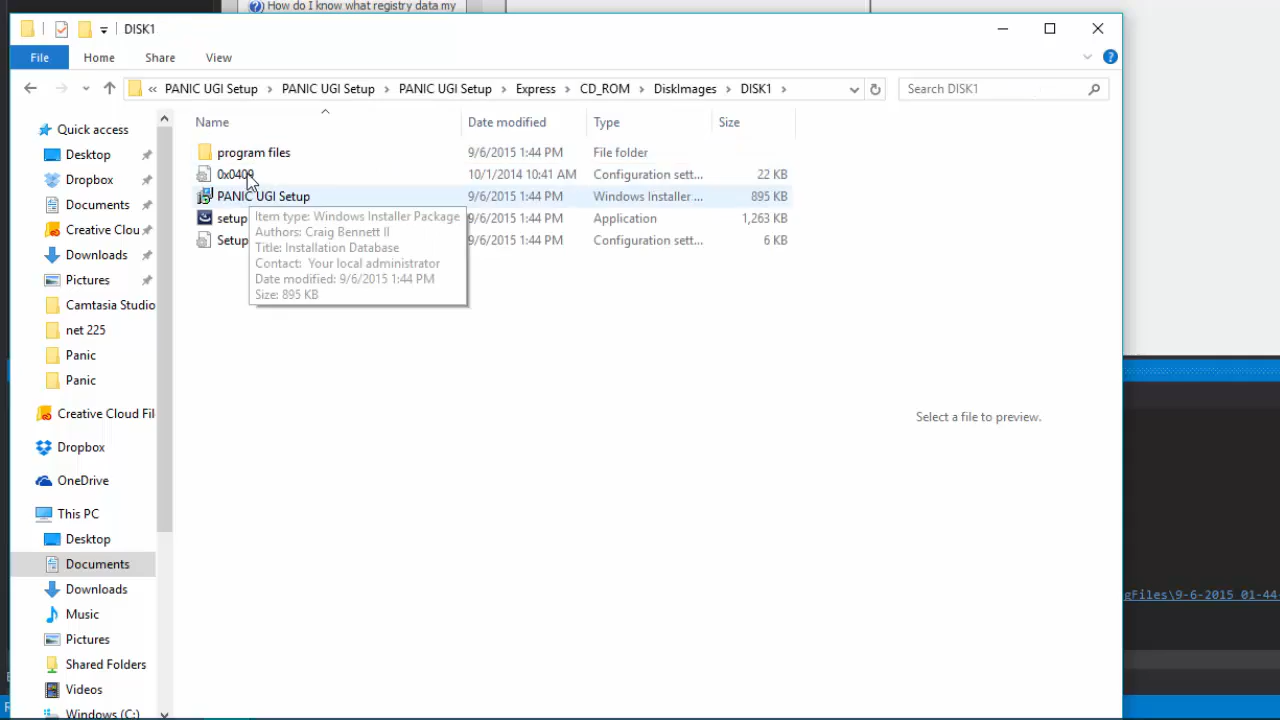 How do I know what registry data my
DISK1
File Home Share View
« PANIC UGI Setup > PANIC UGI Setup > PANIC UGI Setup > Express > CD_ROM > DiskImages > DISK1 >
Search DISK1
Name Date modified Type Size
program files 9/6/2015 1:44 PM File folder
0x0409 10/1/2014 10:41 AM Configuration sett... 22 KB
PANIC UGI Setup 9/6/2015 1:44 PM Windows Installer ... 895 KB
setup 9/6/2015 1:44 PM Application 1,263 KB
Setup 9/6/2015 1:44 PM Configuration sett... 6 KB
Item type: Windows Installer Package
Authors: Craig Bennett II
Title: Installation Database
Contact: Your local administrator
Date modified: 9/6/2015 1:44 PM
Size: 895 KB
Select a file to preview.
Quick access
Desktop
Dropbox
Documents
Creative Clou
Downloads
Pictures
Camtasia Studio
net 225
Panic
Panic
Creative Cloud Fil
Dropbox
OneDrive
This PC
Desktop
Documents
Downloads
Music
Pictures
Shared Folders
Videos
Windows (C:)
gFiles\9-6-2015 01-44-